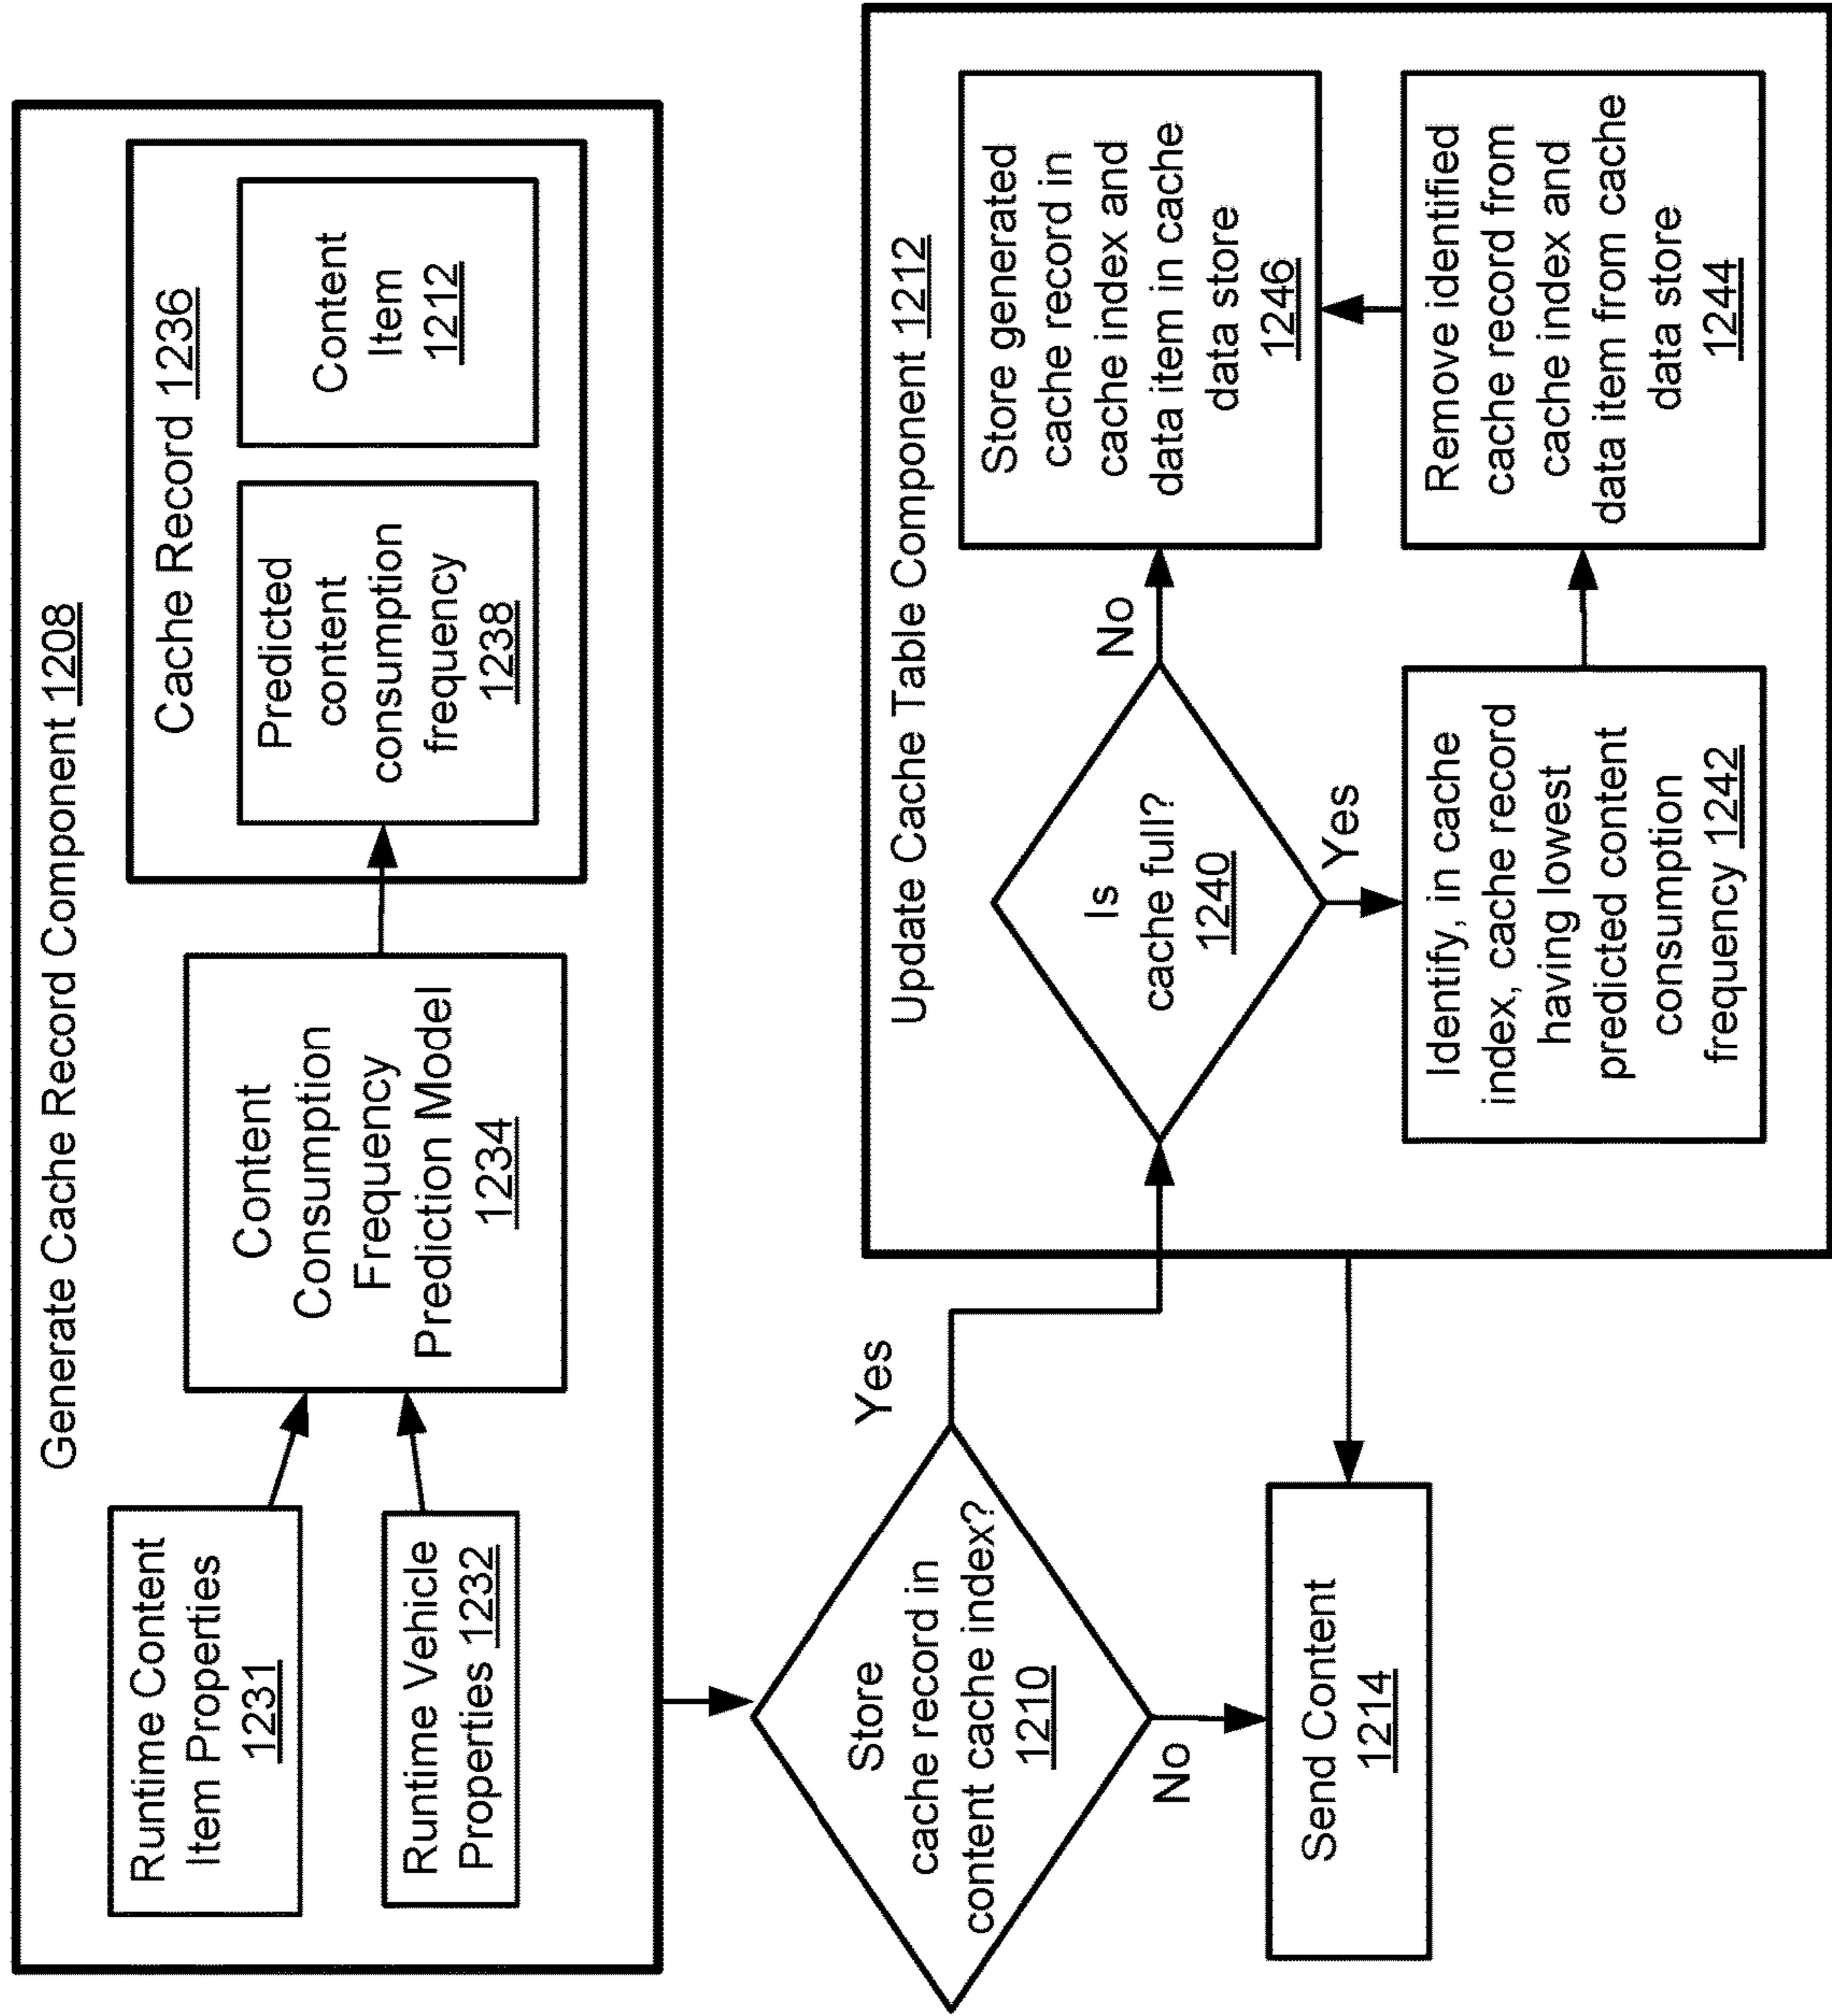 Generate Cache Record Component 1208
Runtime Content
Item Properties
1231
Runtime Vehicle
Properties 1232
Content
Consumption
Frequency
Prediction Model
1234
Cache Record 1236
Predicted
content
consumption
frequency
1238
Content
Item
1212
Store
cache record in
content cache index?
1210
Yes
No
Send Content
1214
Update Cache Table Component 1212
Is
cache full?
1240
No
Yes
Store generated
cache record in
cache index and
data item in cache
data store
1246
Identify, in cache
index, cache record
having lowest
predicted content
consumption
frequency 1242
Remove identified
cache record from
cache index and
data item from cache
data store
1244